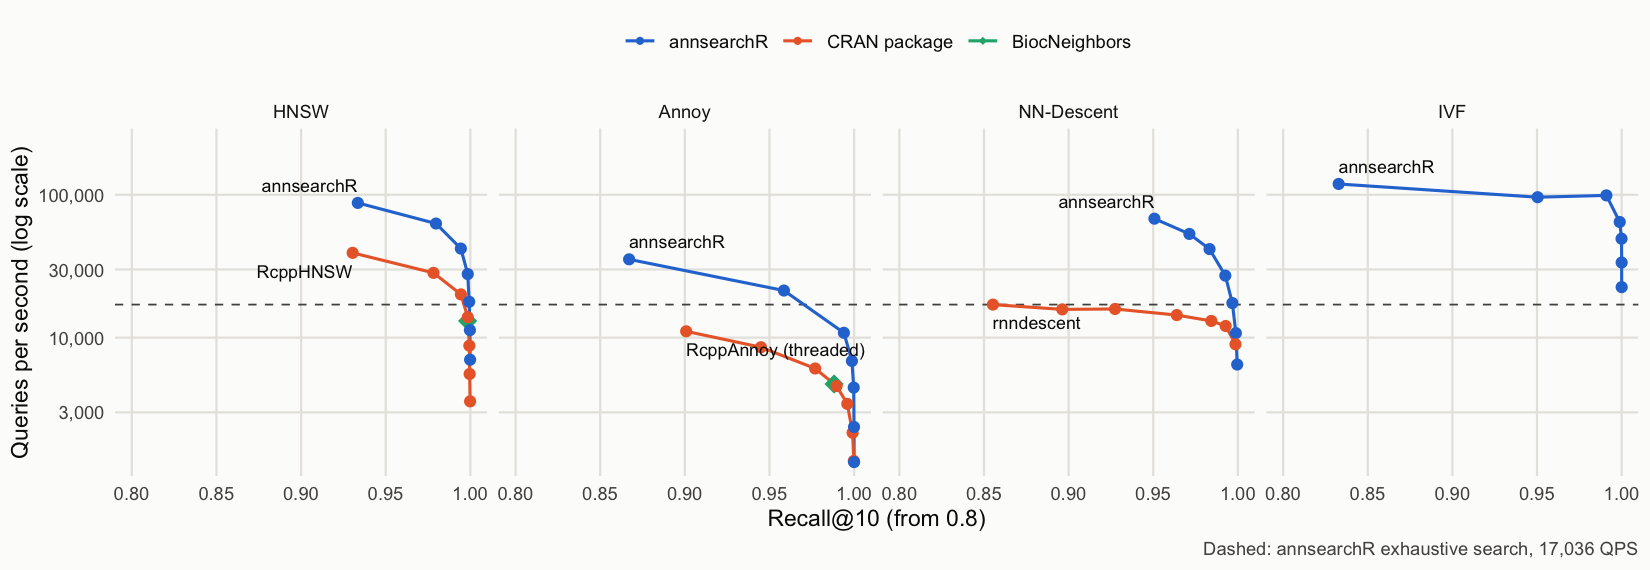 annsearchR CRAN package BiocNeighbors
HNSW Annoy NN-Descent IVF
Queries per second (log scale)
100,000
30,000
10,000
3,000
annsearchR
RcppHNSW
annsearchR
RcppAnnoy (threaded)
annsearchR
rnndescent
annsearchR
0.80 0.85 0.90 0.95 1.00 0.80 0.85 0.90 0.95 1.00 0.80 0.85 0.90 0.95 1.00 0.80 0.85 0.90 0.95 1.00
Recall@10 (from 0.8)
Dashed: annsearchR exhaustive search, 17,036 QPS